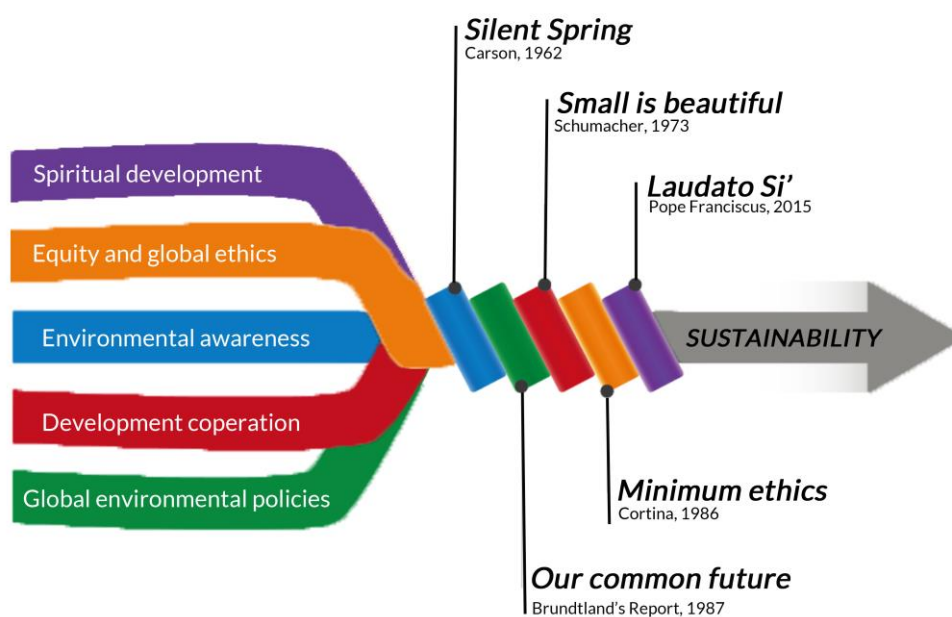 Silent Spring
Carson, 1962
Small is beautiful
Schumacher, 1973
Laudato Si'
Pope Franciscus, 2015
Spiritual development
Equity and global ethics
Environmental awareness
Development coperation
Global environmental policies
SUSTAINABILITY
Minimum ethics
Cortina, 1986
Our common future
Brundtland's Report, 1987